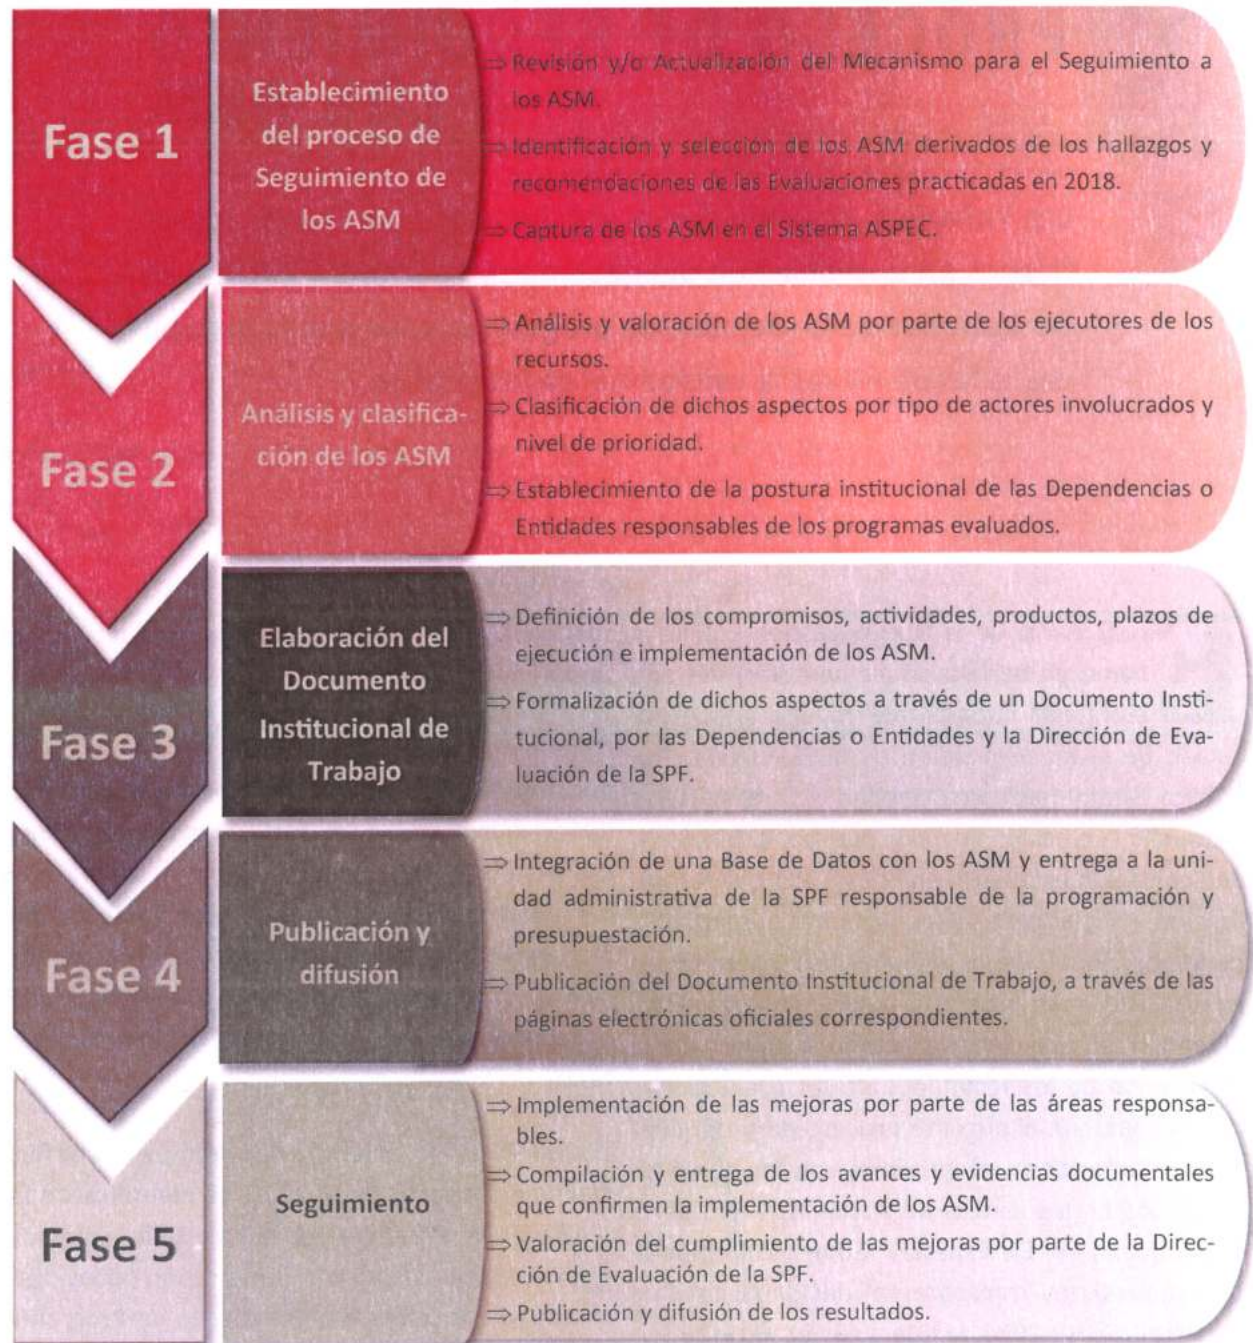 Fase 1
Establecimiento
del proceso de
Seguimiento de
los ASM
⇒ Revisión y/o Actualización del Mecanismo para el Seguimiento a
los ASM.
⇒ Identificación y selección de los ASM derivados de los hallazgos y
recomendaciones de las Evaluaciones practicadas en 2018.
⇒ Captura de los ASM en el Sistema ASPEC.
Fase 2
Análisis y clasifica-
ción de los ASM
⇒ Análisis y valoración de los ASM por parte de los ejecutores de los
recursos.
⇒ Clasificación de dichos aspectos por tipo de actores involucrados y
nivel de prioridad.
⇒ Establecimiento de la postura institucional de las Dependencias o
Entidades responsables de los programas evaluados.
Fase 3
Elaboración del
Documento
Institucional de
Trabajo
⇒ Definición de los compromisos, actividades, productos, plazos de
ejecución e implementación de los ASM.
⇒ Formalización de dichos aspectos a través de un Documento Insti-
tucional, por las Dependencias o Entidades y la Dirección de Eva-
luación de la SPF.
Fase 4
Publicación y
difusión
⇒ Integración de una Base de Datos con los ASM y entrega a la uni-
dad administrativa de la SPF responsable de la programación y
presupuestación.
⇒ Publicación del Documento Institucional de Trabajo, a través de las
páginas electrónicas oficiales correspondientes.
Fase 5
Seguimiento
⇒ Implementación de las mejoras por parte de las áreas responsa-
bles.
⇒ Compilación y entrega de los avances y evidencias documentales
que confirmen la implementación de los ASM.
⇒ Valoración del cumplimiento de las mejoras por parte de la Direc-
ción de Evaluación de la SPF.
⇒ Publicación y difusión de los resultados.